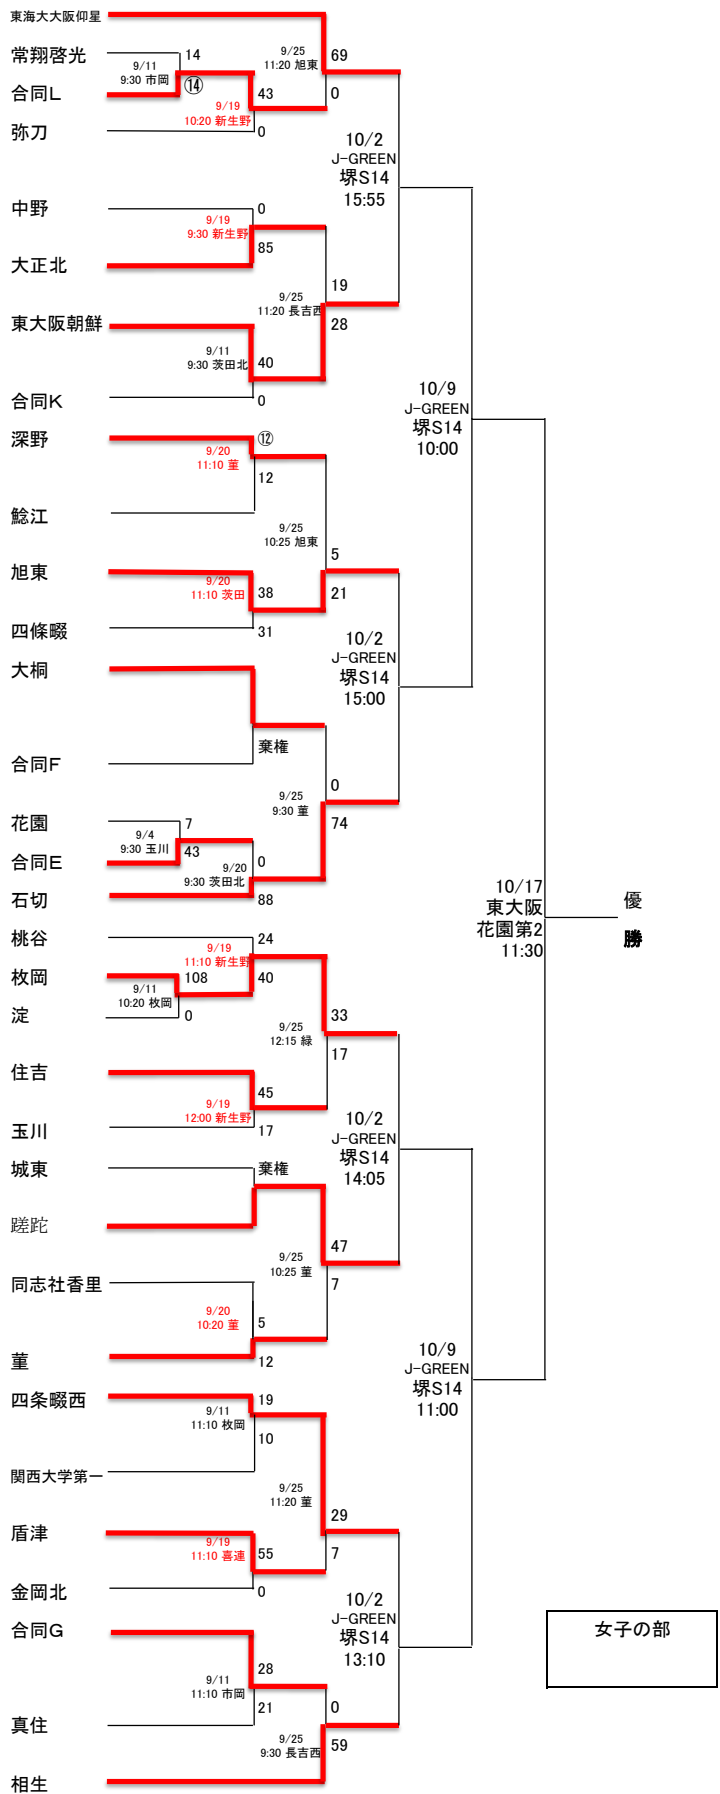 東海大大阪仰星
9/25
11:20 旭東
69
0
常翔啓光
14
9/11
9:30 市岡
⑭
合同L
43
9/19
10:20 新生野
0
弥刀
10/2
J-GREEN
堺S14
15:55
中野
0
9/19
9:30 新生野
85
大正北
19
9/25
11:20 長吉西
28
東大阪朝鮮
9/11
9:30 茨田北
40
0
合同K
10/9
J-GREEN
堺S14
10:00
深野
⑫
9/20
11:10 菫
12
鯰江
9/25
10:25 旭東
5
21
旭東
9/20
11:10 茨田
38
31
四條畷
10/2
J-GREEN
堺S14
15:00
大桐
棄権
合同F
9/25
9:30 菫
0
74
花園
7
9/4
9:30 玉川
43
合同E
0
9/20
9:30 茨田北
88
石切
10/17
東大阪
花園第2
11:30
優
勝
桃谷
24
9/19
11:10 新生野
40
枚岡
108
9/11
10:20 枚岡
0
淀
9/25
12:15 緑
33
17
住吉
45
9/19
12:00 新生野
17
玉川
10/2
J-GREEN
堺S14
14:05
城東
棄権
蹉跎
47
9/25
10:25 菫
7
同志社香里
9/20
10:20 菫
5
12
菫
10/9
J-GREEN
堺S14
11:00
四条畷西
19
9/11
11:10 枚岡
10
関西大学第一
9/25
11:20 菫
29
7
盾津
9/19
11:10 喜連
55
0
金岡北
10/2
J-GREEN
堺S14
13:10
合同G
28
9/11
11:10 市岡
21
真住
0
9/25
9:30 長吉西
59
相生
女子の部